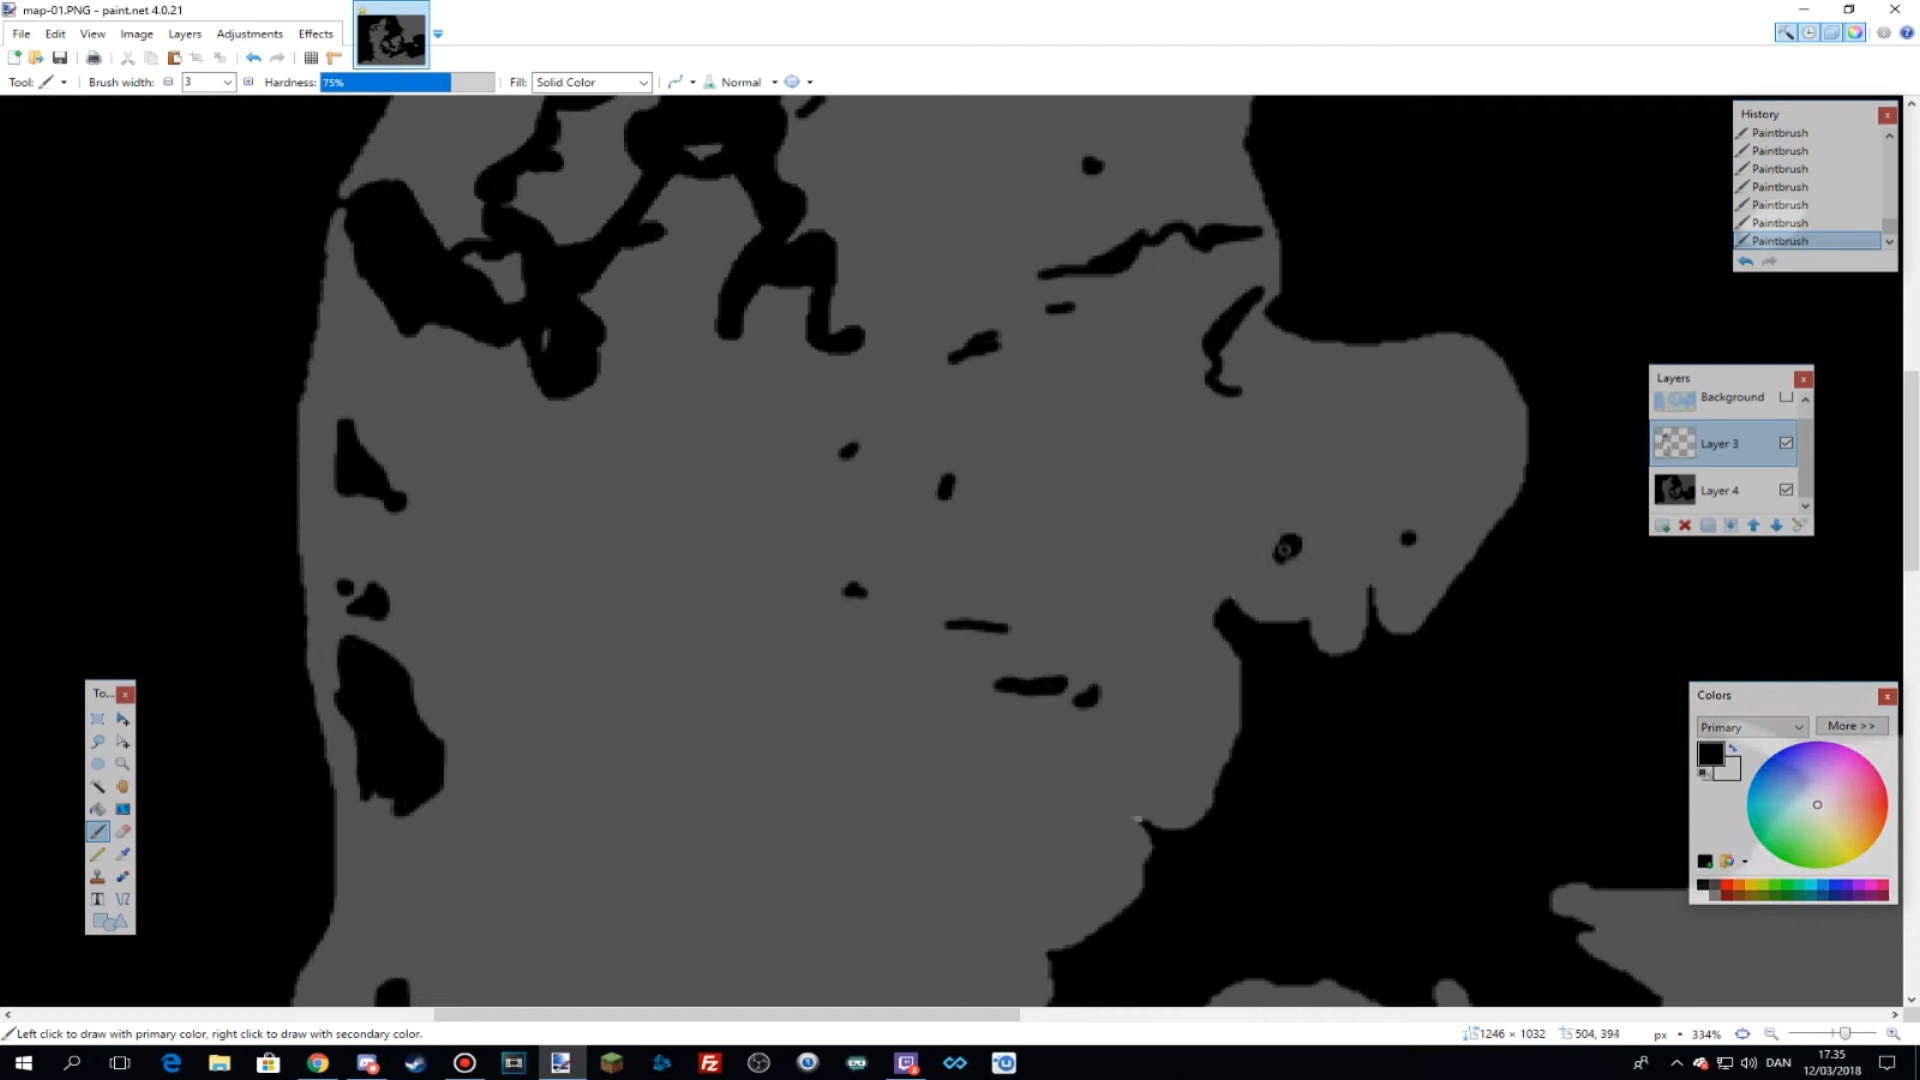 map-01.PNG - paint.net 4.0.21
File Edit View Image Layers Adjustments Effects
Tool: Brush width: 3 Hardness: 75% Fill: Solid Color Normal
History
Paintbrush
Paintbrush
Paintbrush
Paintbrush
Paintbrush
Paintbrush
Paintbrush
Layers
Background
Layer 3
Layer 4
To...
Colors
Primary More >>
Left click to draw with primary color, right click to draw with secondary color. 1246 × 1032 504, 394 px 334%
DAN 17.35
12/03/2018